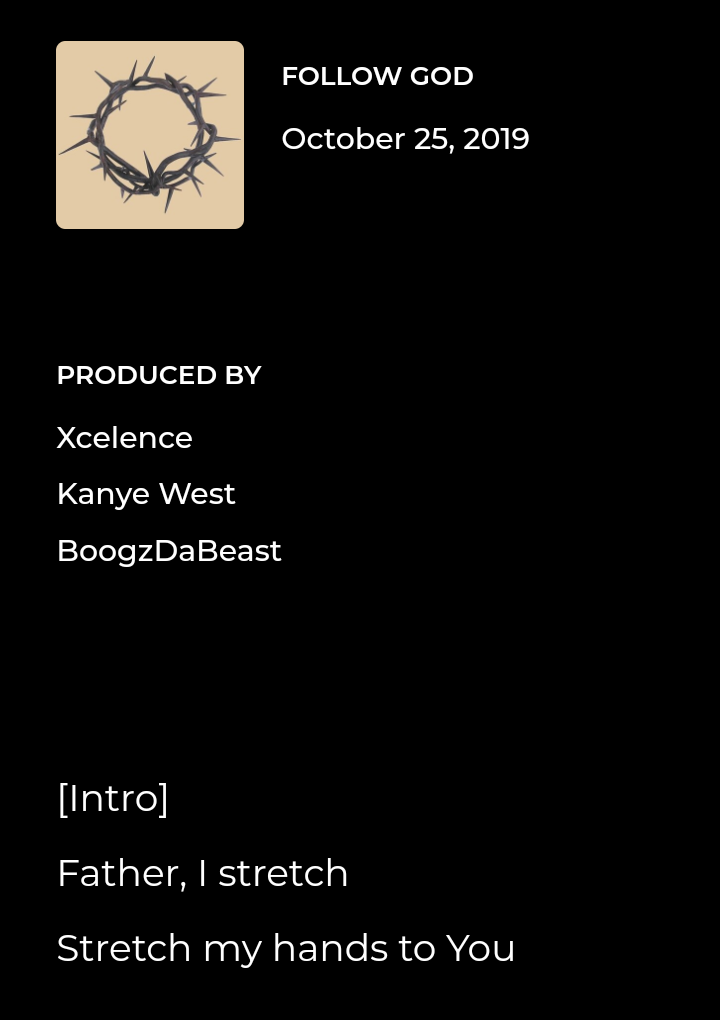 FOLLOW GOD
October 25, 2019
PRODUCED BY
Xcelence
Kanye West
BoogzDaBeast
[Intro]
Father, I stretch
Stretch my hands to You